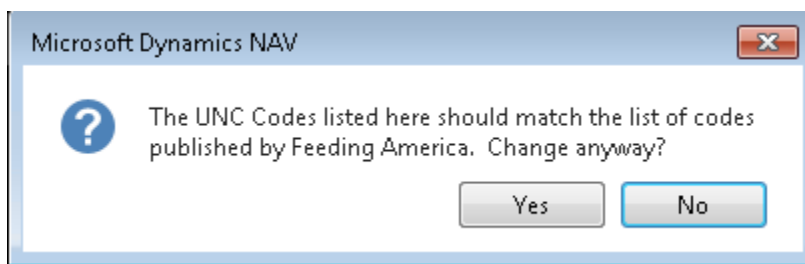 Microsoft Dynamics NAV
The UNC Codes listed here should match the list of codes
published by Feeding America.  Change anyway?
Yes
No